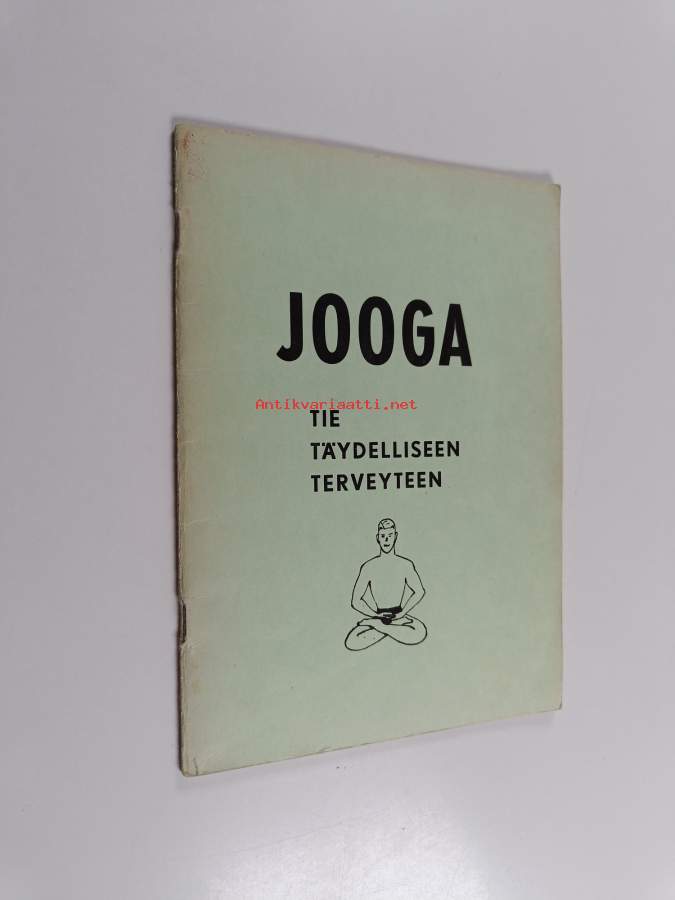 JOOGA
Antikvariaatti.net
TIE
TÄYDELLISEEN
TERVEYTEEN